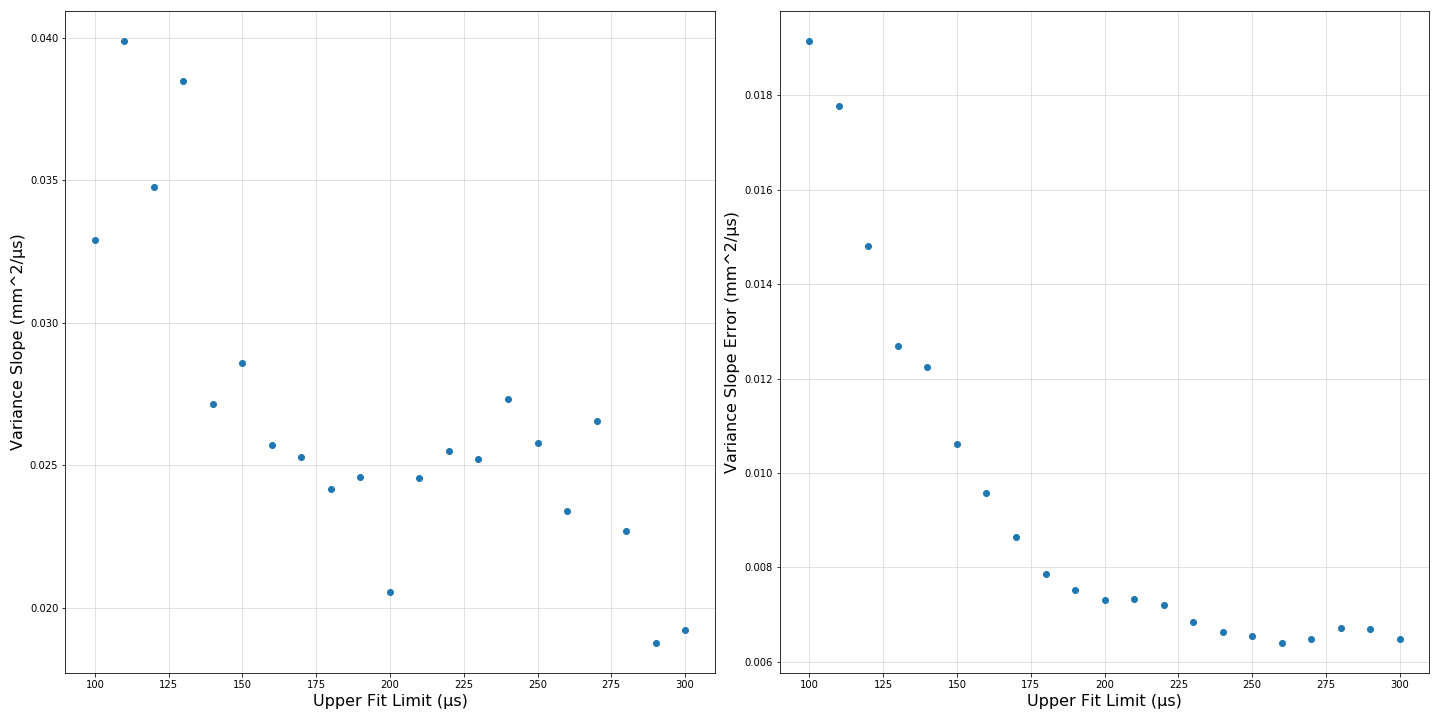 0.040
0.035
0.030
0.025
0.020
Variance Slope (mm^2/µs)
100 125 150 175 200 225 250 275 300
Upper Fit Limit (µs)
0.018
0.016
0.014
0.012
0.010
0.008
0.006
Variance Slope Error (mm^2/µs)
100 125 150 175 200 225 250 275 300
Upper Fit Limit (µs)